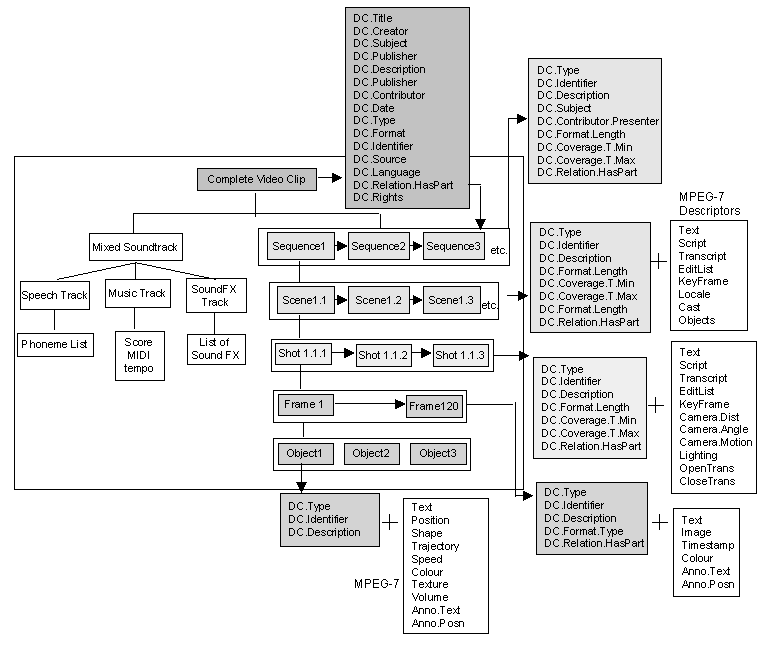 DC.Title
DC.Creator
DC.Subject
DC.Publisher
DC.Description
DC.Publisher
DC.Contributor
DC.Date
DC.Type
DC.Format
DC.Identifier
DC.Source
DC.Language
DC.Relation.HasPart
DC.Rights
DC.Type
DC.Identifier
DC.Description
DC.Subject
DC.Contributor.Presenter
DC.Format.Length
DC.Coverage.T.Min
DC.Coverage.T.Max
DC.Relation.HasPart
Complete Video Clip
Mixed Soundtrack
Speech Track
Music Track
SoundFX
Track
Phoneme List
Score
MIDI
tempo
List of
Sound FX
Sequence1
Sequence2
Sequence3
etc.
Scene1.1
Scene1.2
Scene1.3
etc.
Shot 1.1.1
Shot 1.1.2
Shot 1.1.3
Frame 1
Frame120
Object1
Object2
Object3
DC.Type
DC.Identifier
DC.Description
DC.Format.Length
DC.Coverage.T.Min
DC.Coverage.T.Max
DC.Format.Length
DC.Relation.HasPart
+
MPEG-7
Descriptors
Text
Script
Transcript
EditList
KeyFrame
Locale
Cast
Objects
DC.Type
DC.Identifier
DC.Description
DC.Format.Length
DC.Coverage.T.Min
DC.Coverage.T.Max
DC.Relation.HasPart
+
Text
Script
Transcript
EditList
KeyFrame
Camera.Dist
Camera.Angle
Camera.Motion
Lighting
OpenTrans
CloseTrans
DC.Type
DC.Identifier
DC.Description
+
MPEG-7
Text
Position
Shape
Trajectory
Speed
Colour
Texture
Volume
Anno.Text
Anno.Posn
DC.Type
DC.Identifier
DC.Description
DC.Format.Type
DC.Relation.HasPart
+
Text
Image
Timestamp
Colour
Anno.Text
Anno.Posn